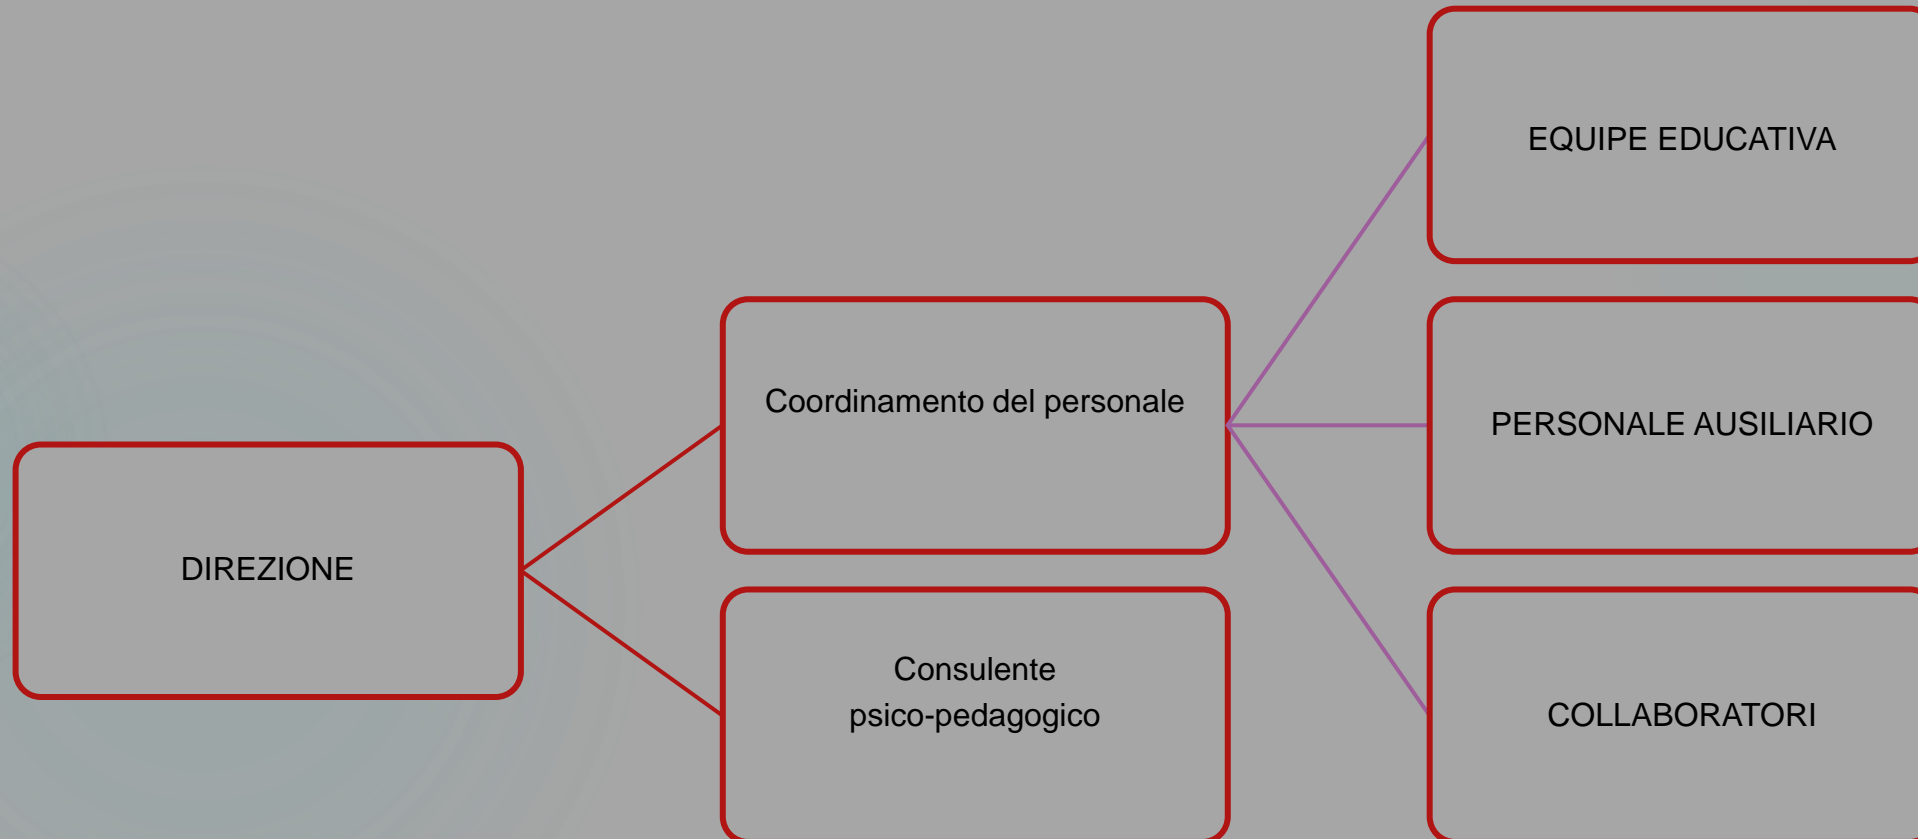 DIREZIONE
Coordinamento del personale
Consulente
psico-pedagogico
EQUIPE EDUCATIVA
PERSONALE AUSILIARIO
COLLABORATORI